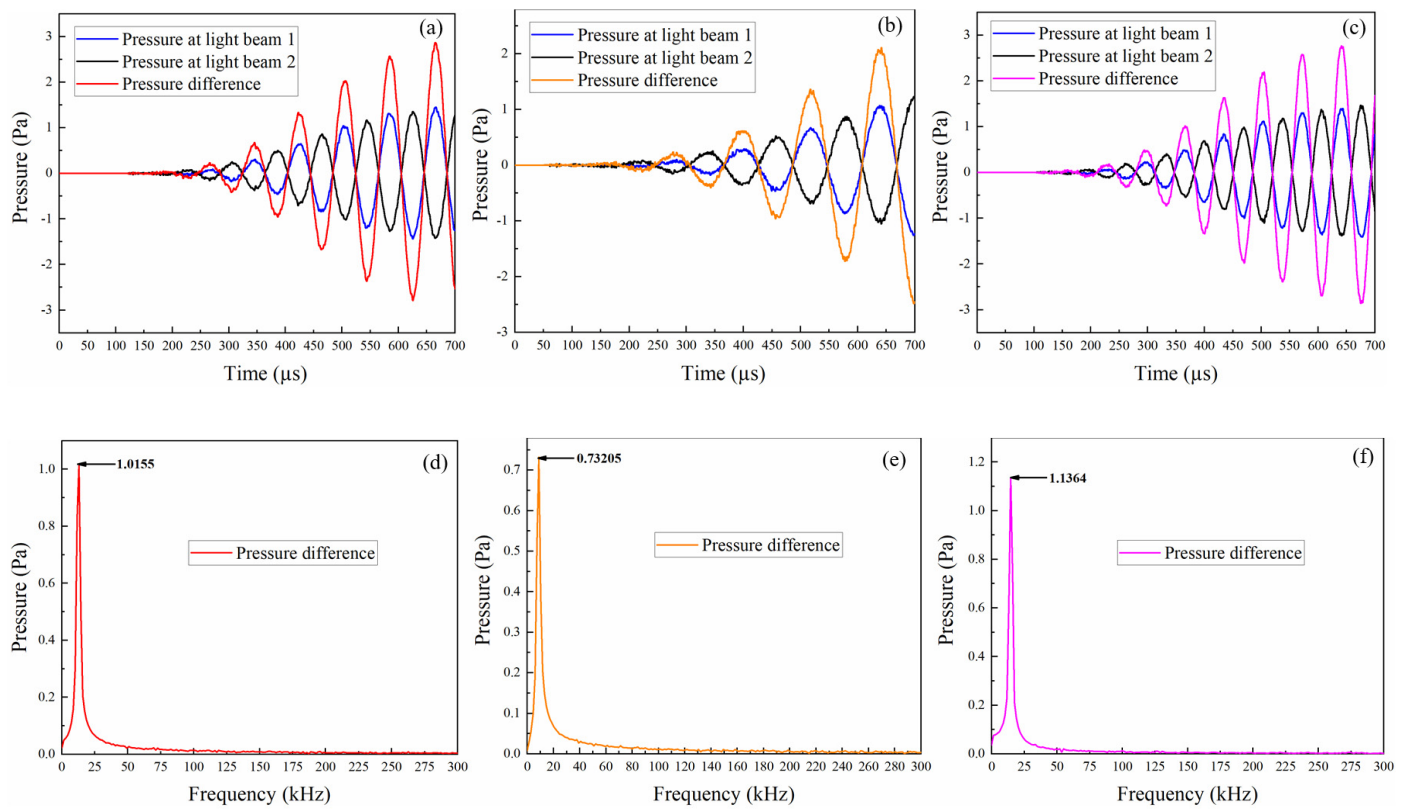 (a)
Pressure at light beam 1
Pressure at light beam 2
Pressure difference
Pressure (Pa)
3
2
1
0
-1
-2
-3
0 50 100 150 200 250 300 350 400 450 500 550 600 650 700
Time (µs)
(b)
Pressure at light beam 1
Pressure at light beam 2
Pressure difference
Pressure (Pa)
2
1
0
-1
-2
-3
0 50 100 150 200 250 300 350 400 450 500 550 600 650 700
Time (µs)
(c)
Pressure at light beam 1
Pressure at light beam 2
Pressure difference
Pressure (Pa)
3
2
1
0
-1
-2
-3
0 50 100 150 200 250 300 350 400 450 500 550 600 650 700
Time (µs)
(d)
1.0155
Pressure difference
Pressure (Pa)
1.0
0.8
0.6
0.4
0.2
0.0
0 25 50 75 100 125 150 175 200 225 250 275 300
Frequency (kHz)
(e)
0.73205
Pressure difference
Pressure (Pa)
0.7
0.6
0.5
0.4
0.3
0.2
0.1
0.0
0 20 40 60 80 100 120 140 160 180 200 220 240 260 280 300
Frequency (kHz)
(f)
1.1364
Pressure difference
Pressure (Pa)
1.2
1.0
0.8
0.6
0.4
0.2
0.0
0 25 50 75 100 125 150 175 200 225 250 275 300
Frequency (kHz)